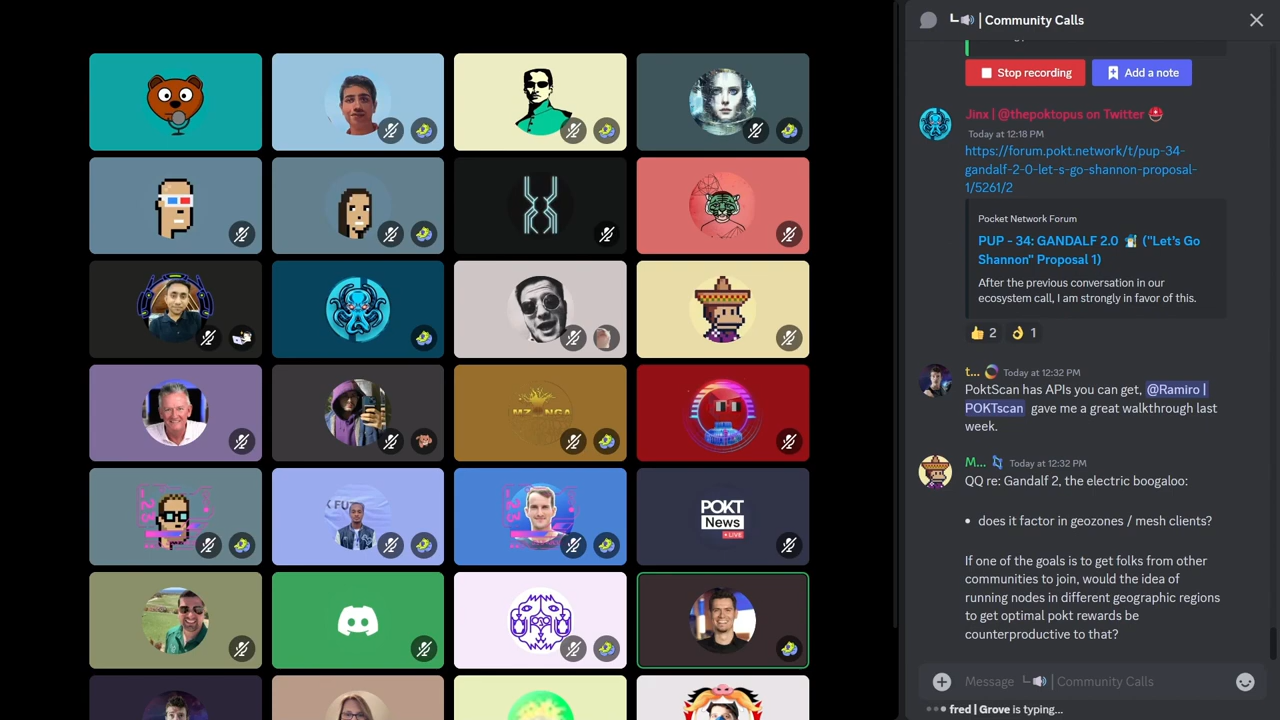 Community Calls
Stop recording
Add a note
Jinx | @thepoktopus on Twitter
Today at 12:18 PM
https://forum.pokt.network/t/pup-34-
gandalf-2-0-let-s-go-shannon-proposal-
1/5261/2
Pocket Network Forum
PUP - 34: GANDALF 2.0 ("Let's Go
Shannon" Proposal 1)
After the previous conversation in our
ecosystem call, I am strongly in favor of this.
2 1
t... Today at 12:32 PM
PoktScan has APIs you can get, @Ramiro |
POKTscan gave me a great walkthrough last
week.
M... Today at 12:32 PM
QQ re: Gandalf 2, the electric boogaloo:
• does it factor in geozones / mesh clients?
If one of the goals is to get folks from other
communities to join, would the idea of
running nodes in different geographic regions
to get optimal pokt rewards be
counterproductive to that?
Message Community Calls
fred | Grove is typing...
POKT
News
LIVE